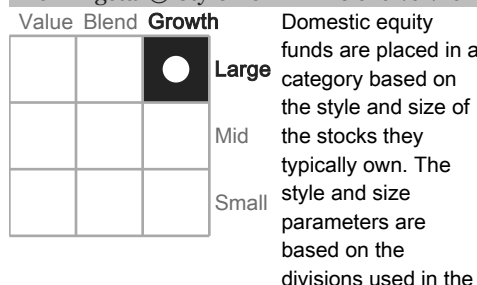 Value Blend Growth
Large
Mid
Small
Domestic equity
funds are placed in a
category based on
the style and size of
the stocks they
typically own. The
style and size
parameters are
based on the
divisions used in the